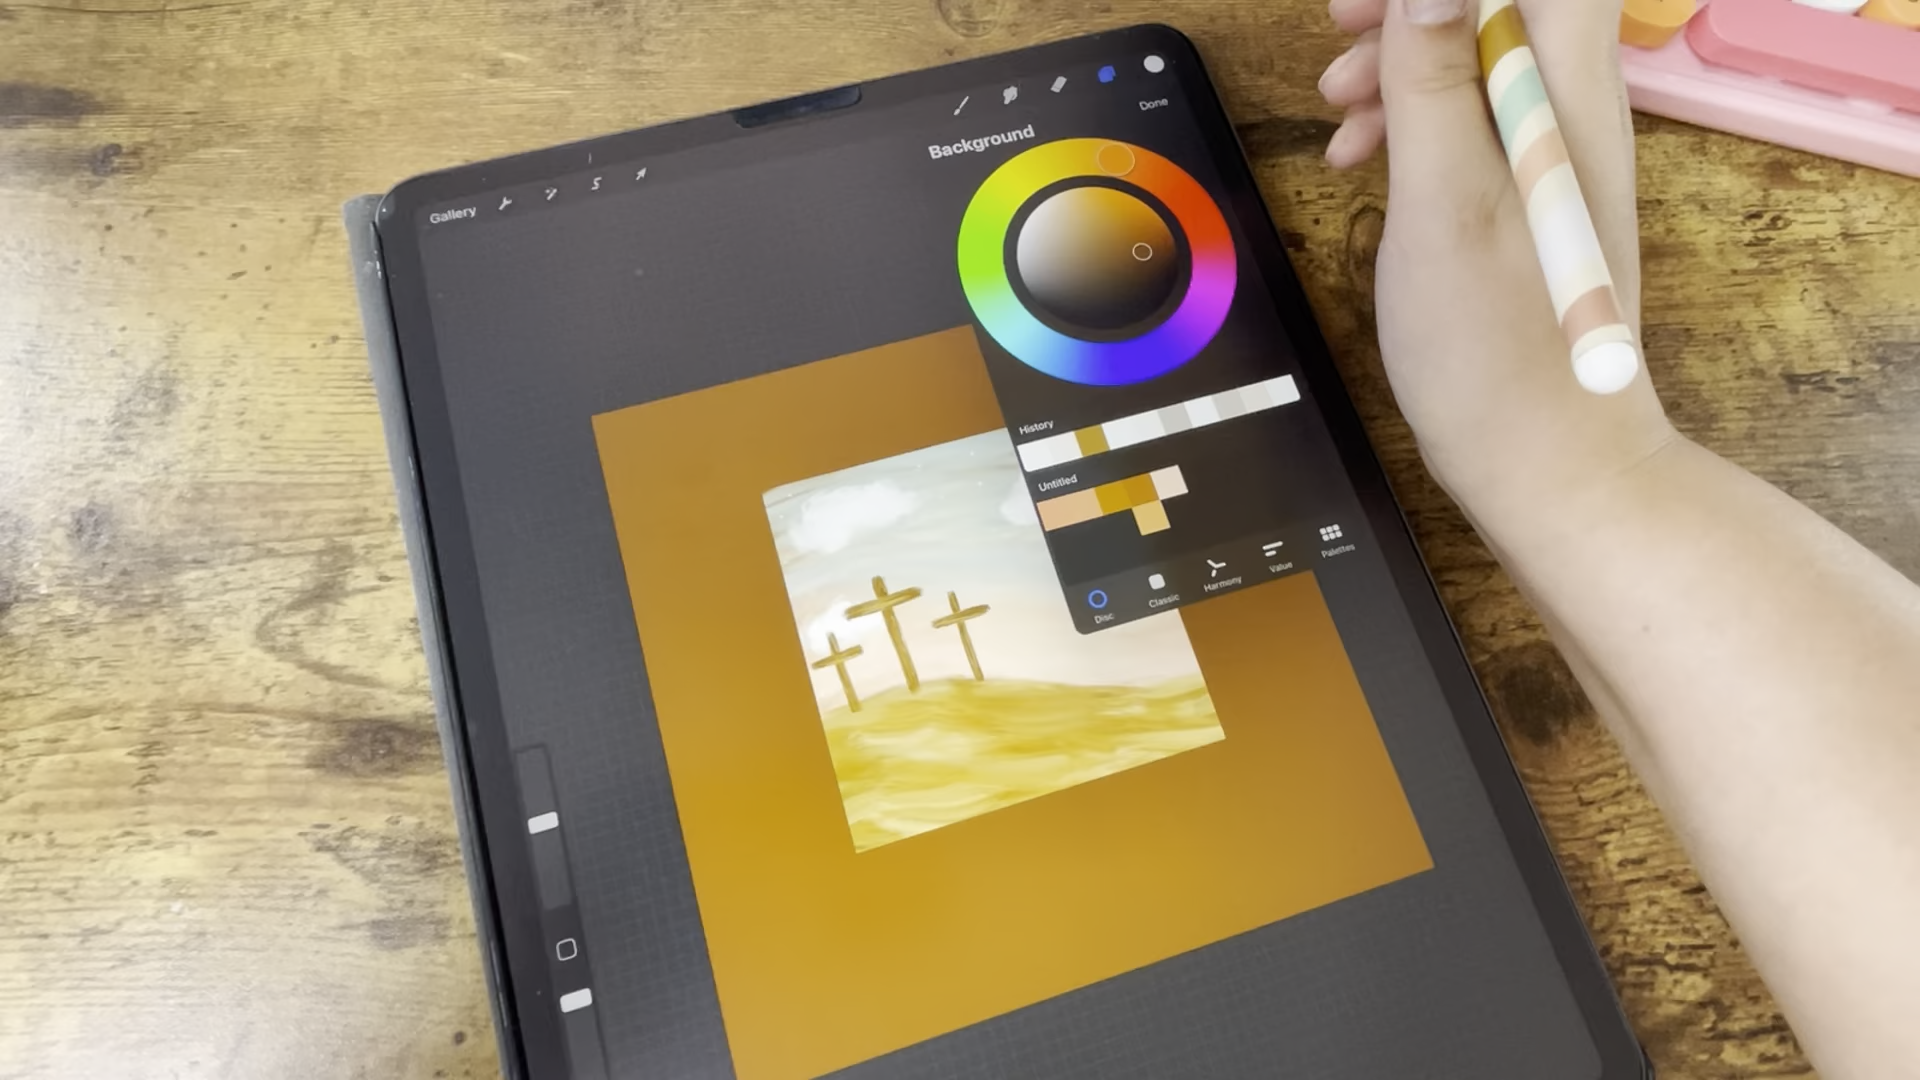 Done
Background
Gallery
History
Untitled
Disc
Classic
Harmony
Value
Palettes